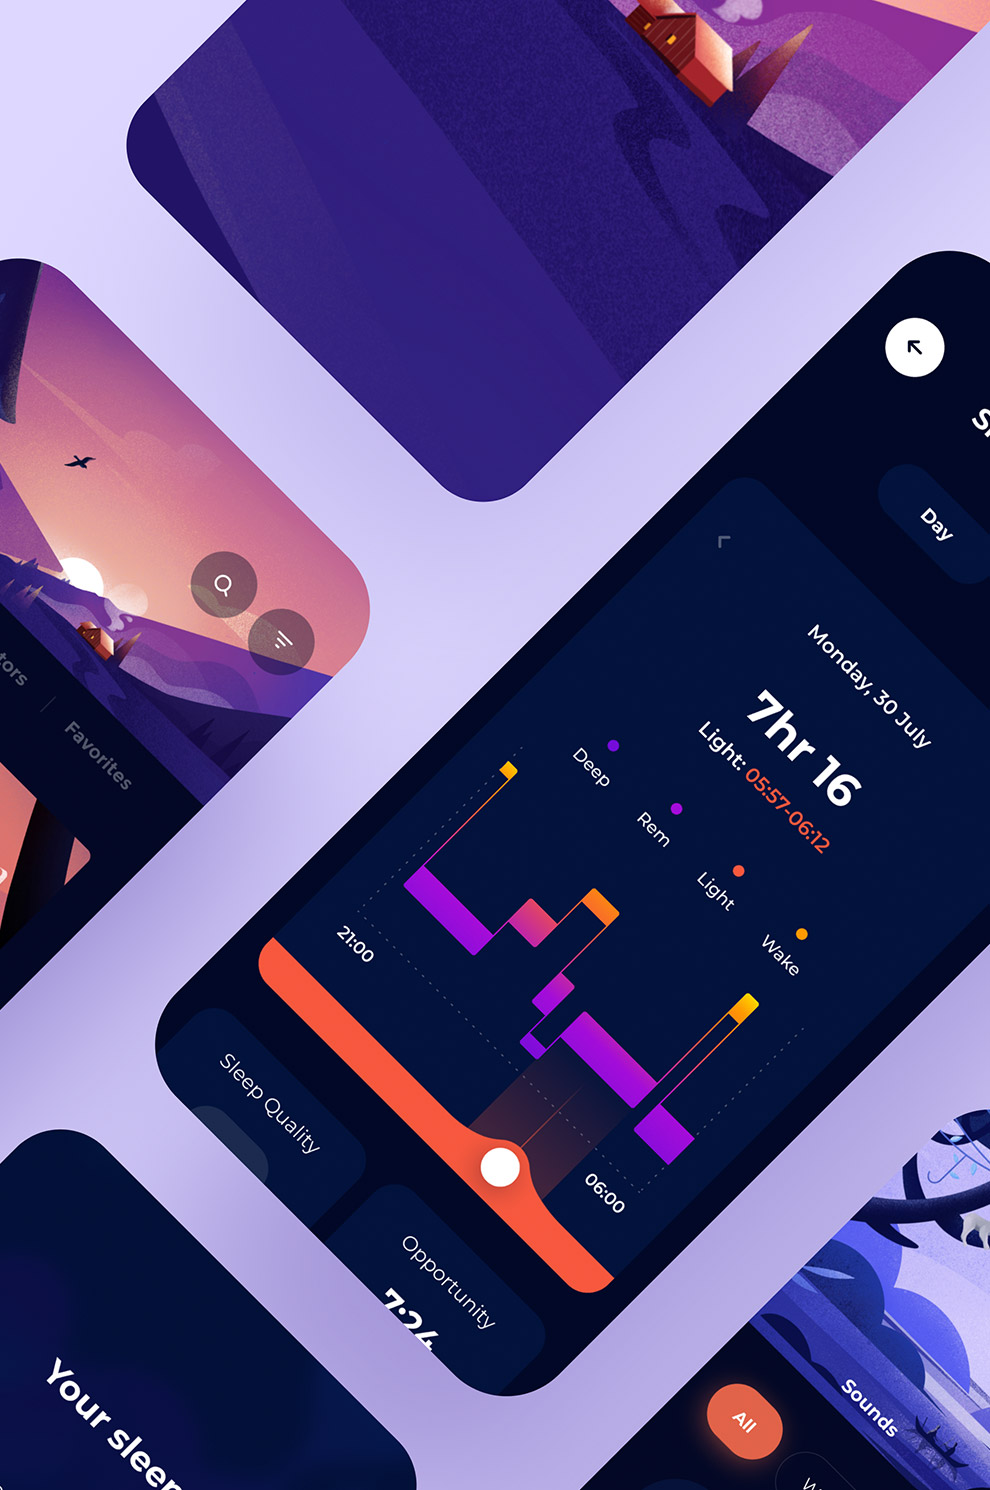 Day
Monday, 30 July
7hr 16
Light: 05:57-06:12
Deep
Rem
Light
Wake
21:00
06:00
Sleep Quality
Opportunity
7:24
Favorites
Your sleep
Sounds
All